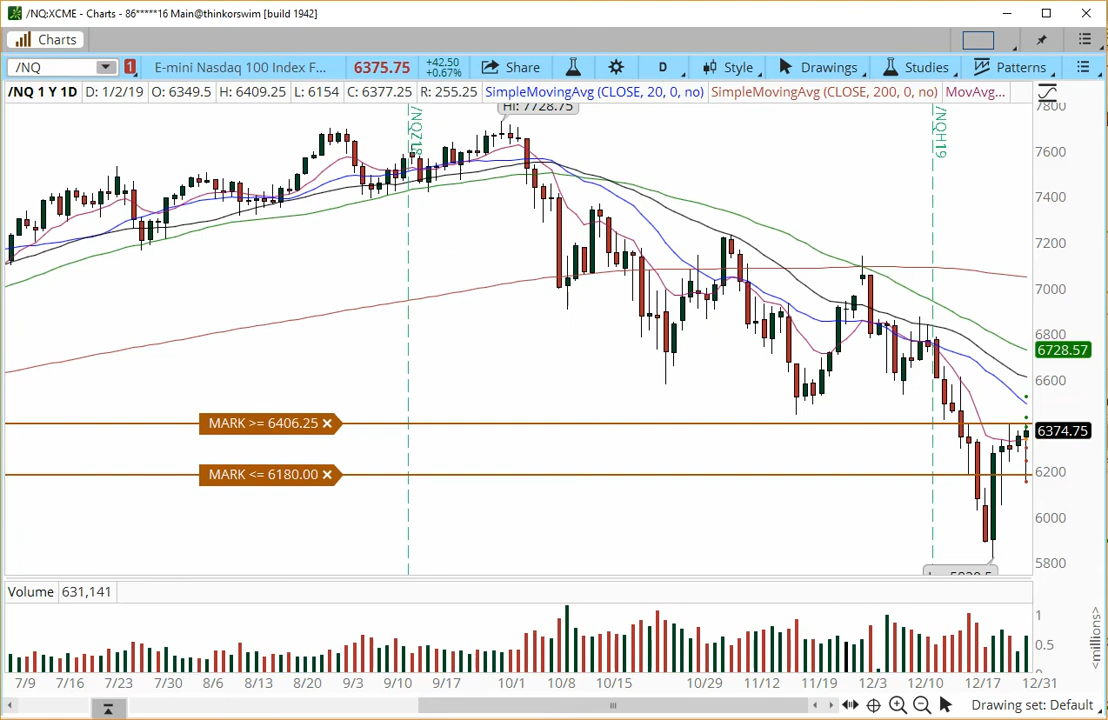 /NQ:XCME - Charts - 86*****16 Main@thinkorswim [build 1942]
Charts
/NQ 1 E-mini Nasdaq 100 Index F... 6375.75 +42.50 +0.67% Share D Style Drawings Studies Patterns
/NQ 1 Y 1D D: 1/2/19 O: 6349.5 H: 6409.25 L: 6154 C: 6377.25 R: 255.25 SimpleMovingAvg (CLOSE, 20, 0, no) SimpleMovingAvg (CLOSE, 200, 0, no) MovAvg...
Hi: 7728.75
7800
/NQZ18
/NQH19
7600
7400
7200
7000
6800
6728.57
6600
MARK >= 6406.25 ×
6374.75
MARK <= 6180.00 ×
6200
6000
5800
Volume 631,141
1
0.5
0
<millions>
7/9 7/16 7/23 7/30 8/6 8/13 8/20 9/3 9/10 9/17 10/1 10/8 10/15 10/29 11/12 11/19 12/3 12/10 12/17 12/31
Drawing set: Default